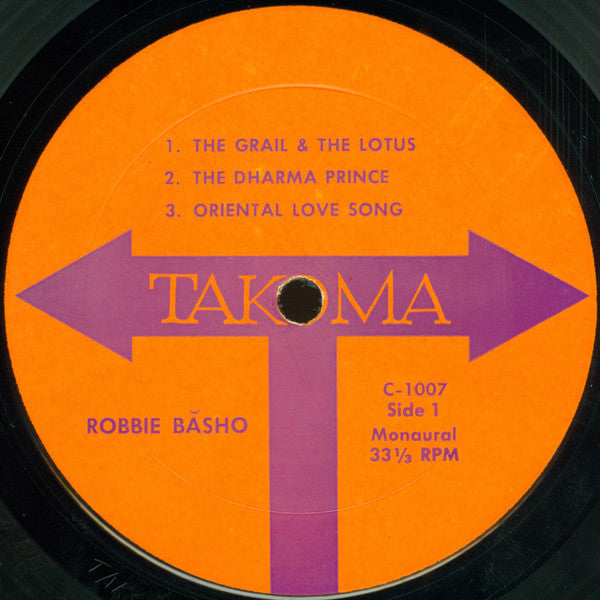 1. THE GRAIL & THE LOTUS
2. THE DHARMA PRINCE
3. ORIENTAL LOVE SONG
TAKOMA
ROBBIE BĂSHO
C-1007
Side 1
Monaural
33⅓ RPM
TAK